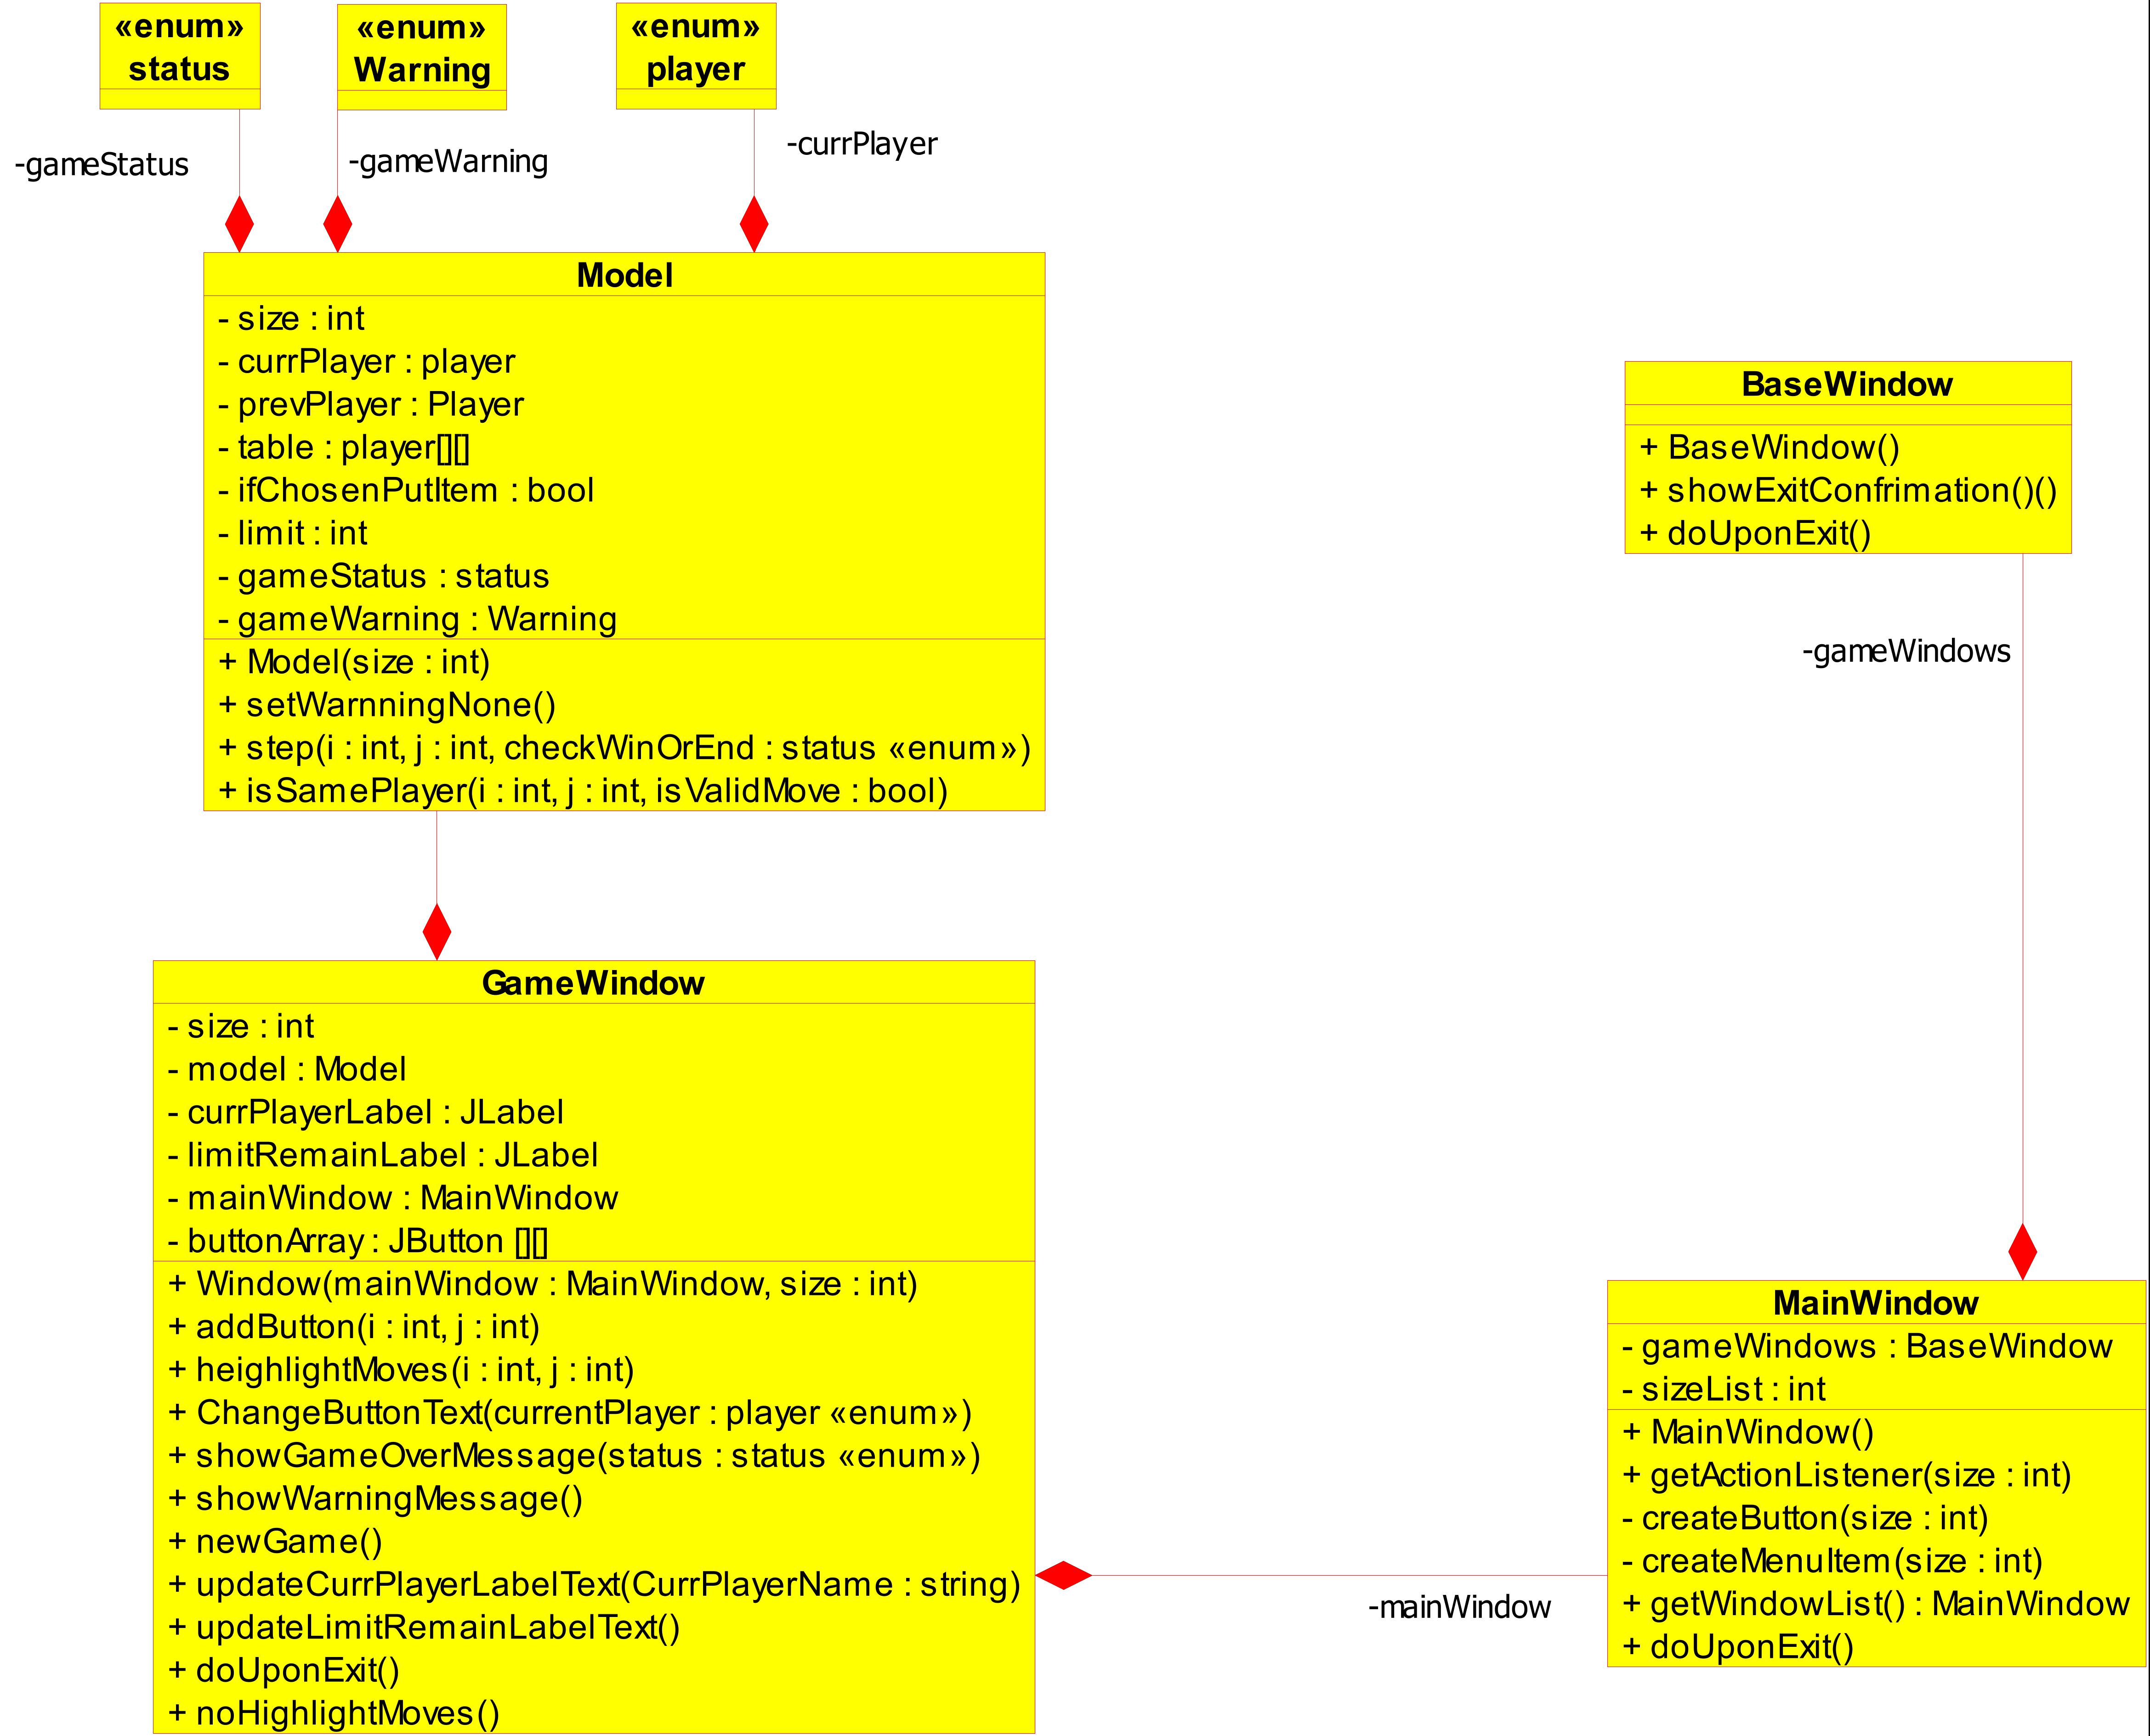 «enum»
status
«enum»
Warning
«enum»
player
-gameStatus
-gameWarning
-currPlayer
Model
- size : int
- currPlayer : player
- prevPlayer : Player
- table : player[][]
- ifChosenPutItem : bool
- limit : int
- gameStatus : status
- gameWarning : Warning
+ Model(size : int)
+ setWarnningNone()
+ step(i : int, j : int, checkWinOrEnd : status «enum»)
+ isSamePlayer(i : int, j : int, isValidMove : bool)
BaseWindow
+ BaseWindow()
+ showExitConfrimation()()
+ doUponExit()
-gameWindows
GameWindow
- size : int
- model : Model
- currPlayerLabel : JLabel
- limitRemainLabel : JLabel
- mainWindow : MainWindow
- buttonArray : JButton [][]
+ Window(mainWindow : MainWindow, size : int)
+ addButton(i : int, j : int)
+ heighlightMoves(i : int, j : int)
+ ChangeButtonText(currentPlayer : player «enum»)
+ showGameOverMessage(status : status «enum»)
+ showWarningMessage()
+ newGame()
+ updateCurrPlayerLabelText(CurrPlayerName : string)
+ updateLimitRemainLabelText()
+ doUponExit()
+ noHighlightMoves()
-mainWindow
MainWindow
- gameWindows : BaseWindow
- sizeList : int
+ MainWindow()
+ getActionListener(size : int)
- createButton(size : int)
- createMenuItem(size : int)
+ getWindowList() : MainWindow
+ doUponExit()